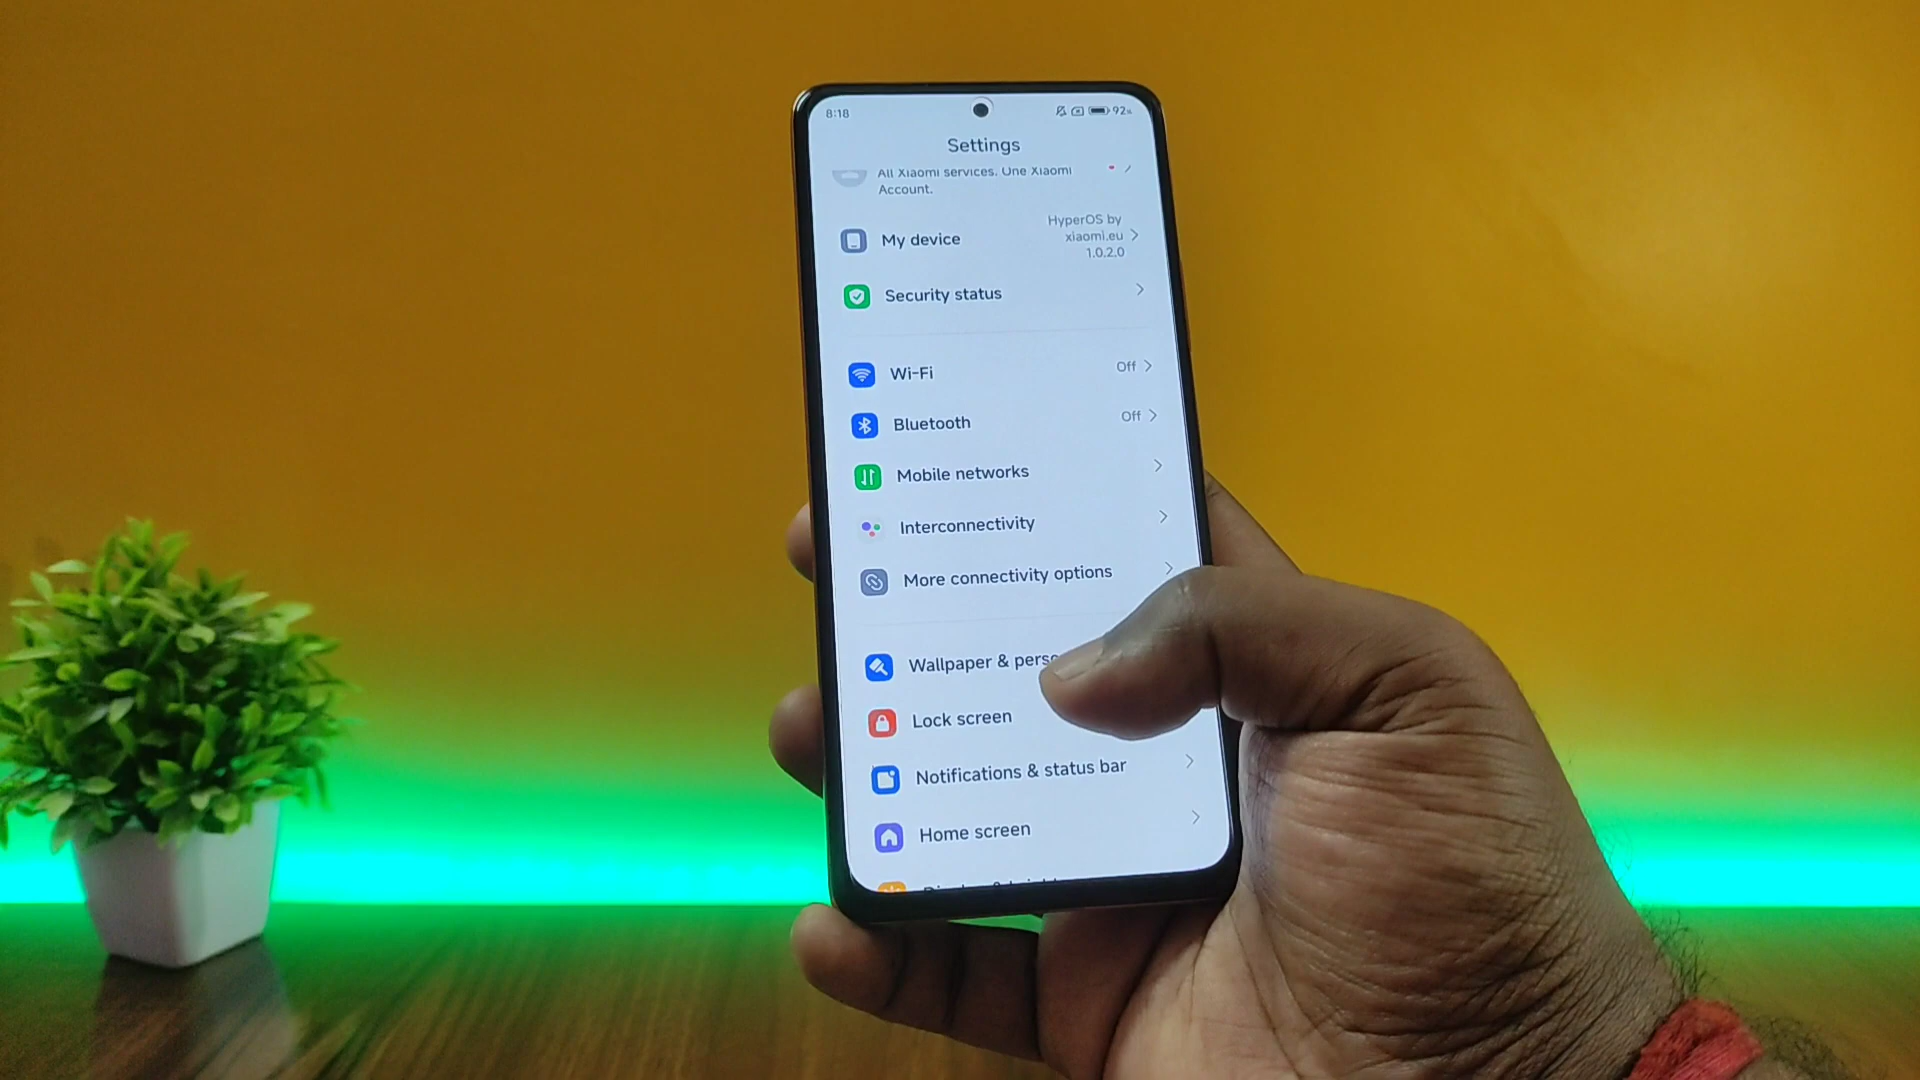 8:18
92%
Settings
All Xiaomi services. One Xiaomi
Account.
My device
HyperOS by
xiaomi.eu
1.0.2.0
Security status
Wi-Fi
Off
Bluetooth
Off
Mobile networks
Interconnectivity
More connectivity options
Wallpaper &
Lock screen
Notifications & status bar
Home screen